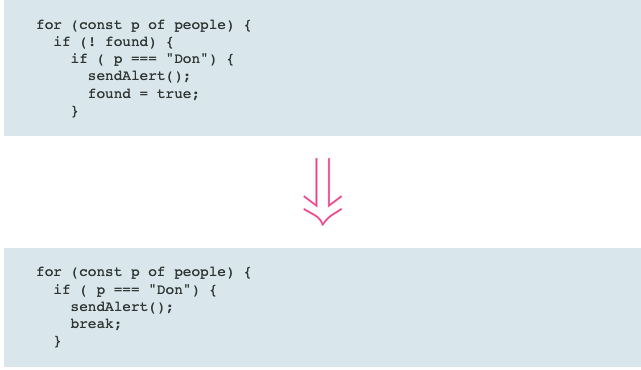 for (const p of people) {
  if (! found) {
    if ( p === "Don") {
      sendAlert();
      found = true;
    }
for (const p of people) {
  if ( p === "Don") {
    sendAlert();
    break;
  }